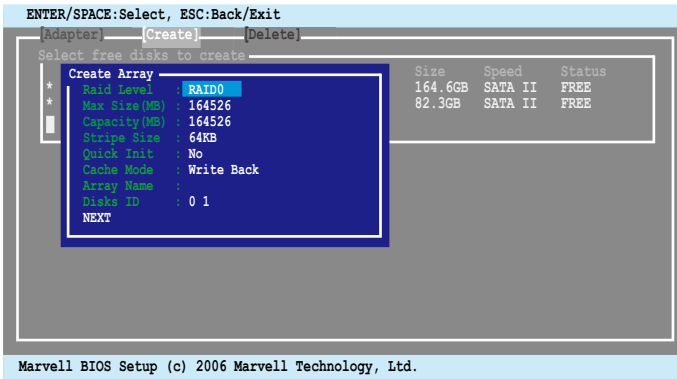 ENTER/SPACE:Select, ESC:Back/Exit
[Adapter] [Create] [Delete]
Select free disks to create
Size Speed Status
* 164.6GB SATA II FREE
* 82.3GB SATA II FREE
Create Array
Raid Level : RAID0
Max Size(MB) : 164526
Capacity(MB) : 164526
Stripe Size : 64KB
Quick Init : No
Cache Mode : Write Back
Array Name :
Disks ID : 0 1
NEXT
Marvell BIOS Setup (c) 2006 Marvell Technology, Ltd.